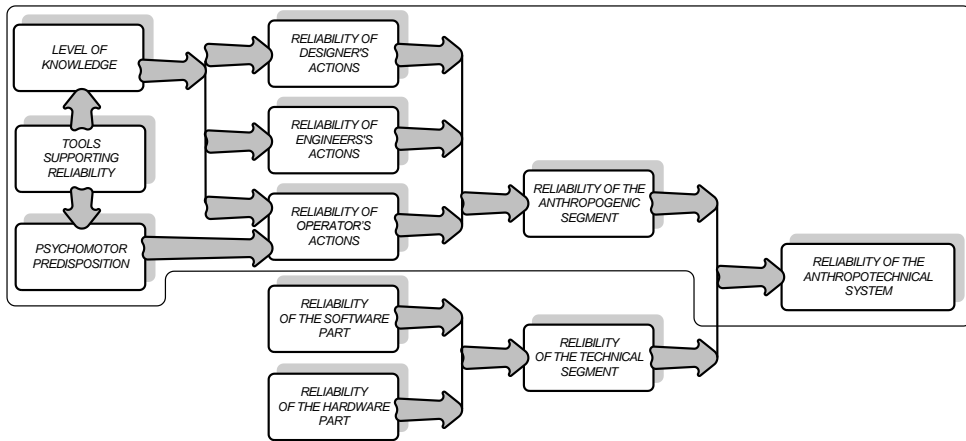 LEVEL OF
KNOWLEDGE
TOOLS
SUPPORTING
RELIABILITY
PSYCHOMOTOR
PREDISPOSITION
RELIABILITY OF
DESIGNER'S
ACTIONS
RELIABILITY OF
ENGINEERS'S
ACTIONS
RELIABILITY OF
OPERATOR'S
ACTIONS
RELIABILITY
OF THE SOFTWARE
PART
RELIABILITY
OF THE HARDWARE
PART
RELIABILITY OF THE
ANTHROPOGENIC
SEGMENT
RELIBILITY
OF THE TECHNICAL
SEGMENT
RELIABILITY OF THE
ANTHROPOTECHNICAL
SYSTEM